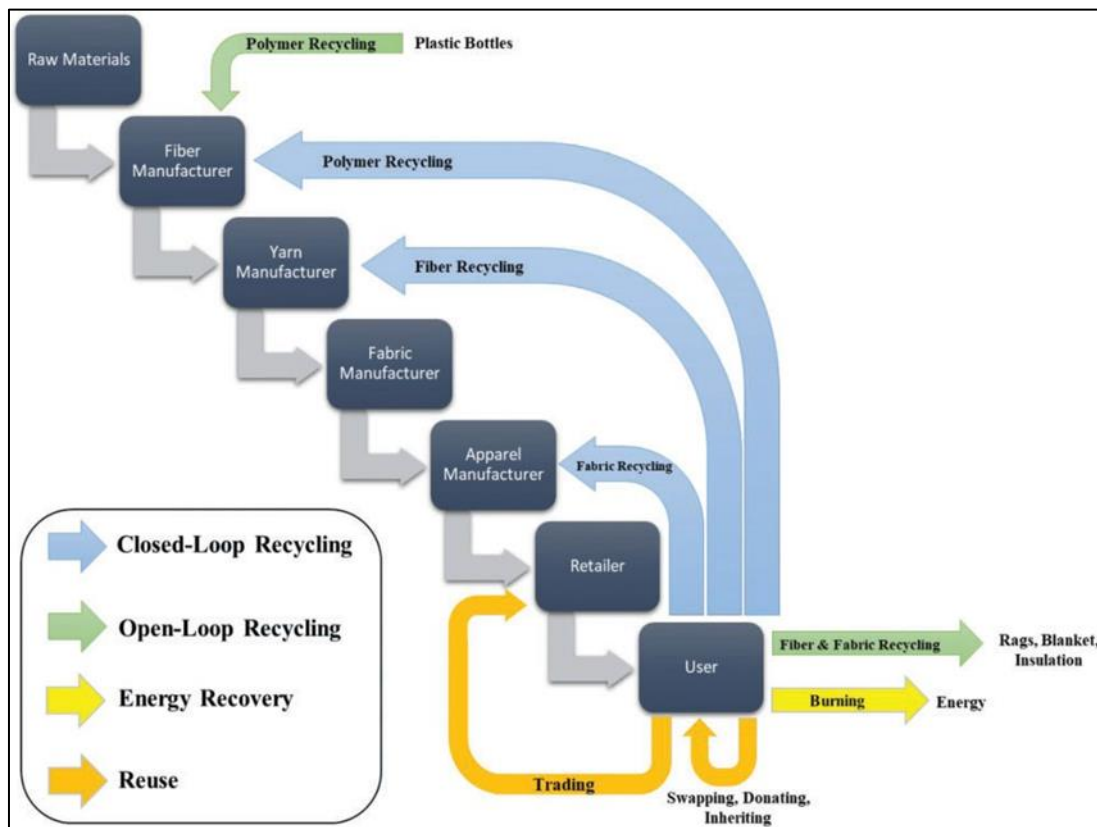 Raw Materials
Polymer Recycling
Plastic Bottles
Fiber
Manufacturer
Polymer Recycling
Yarn
Manufacturer
Fiber Recycling
Fabric
Manufacturer
Apparel
Manufacturer
Fabric Recycling
Retailer
User
Fiber & Fabric Recycling
Rags, Blanket,
Insulation
Burning
Energy
Trading
Swapping, Donating,
Inheriting
Closed-Loop Recycling
Open-Loop Recycling
Energy Recovery
Reuse